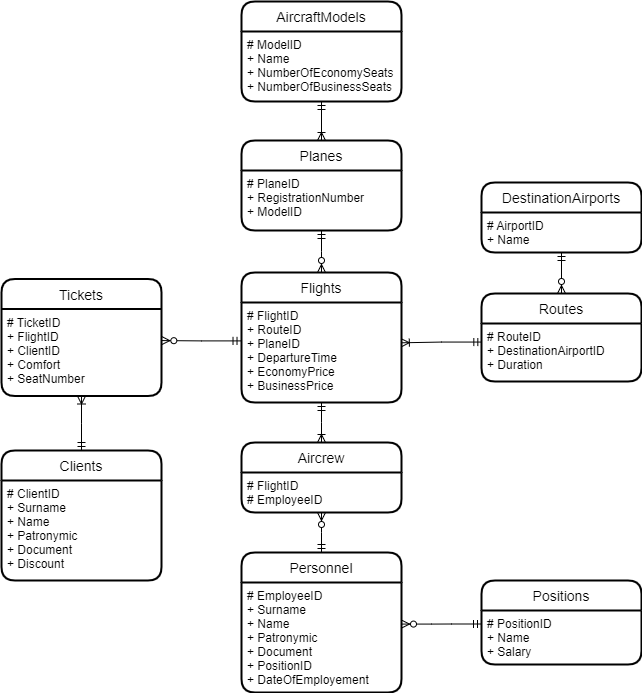 AircraftModels
# ModelID
+ Name
+ NumberOfEconomySeats
+ NumberOfBusinessSeats
Planes
# PlaneID
+ RegistrationNumber
+ ModelID
DestinationAirports
# AirportID
+ Name
Tickets
# TicketID
+ FlightID
+ ClientID
+ Comfort
+ SeatNumber
Flights
# FlightID
+ RouteID
+ PlaneID
+ DepartureTime
+ EconomyPrice
+ BusinessPrice
Routes
# RouteID
+ DestinationAirportID
+ Duration
Clients
# ClientID
+ Surname
+ Name
+ Patronymic
+ Document
+ Discount
Aircrew
# FlightID
# EmployeeID
Personnel
# EmployeeID
+ Surname
+ Name
+ Patronymic
+ Document
+ PositionID
+ DateOfEmployement
Positions
# PositionID
+ Name
+ Salary